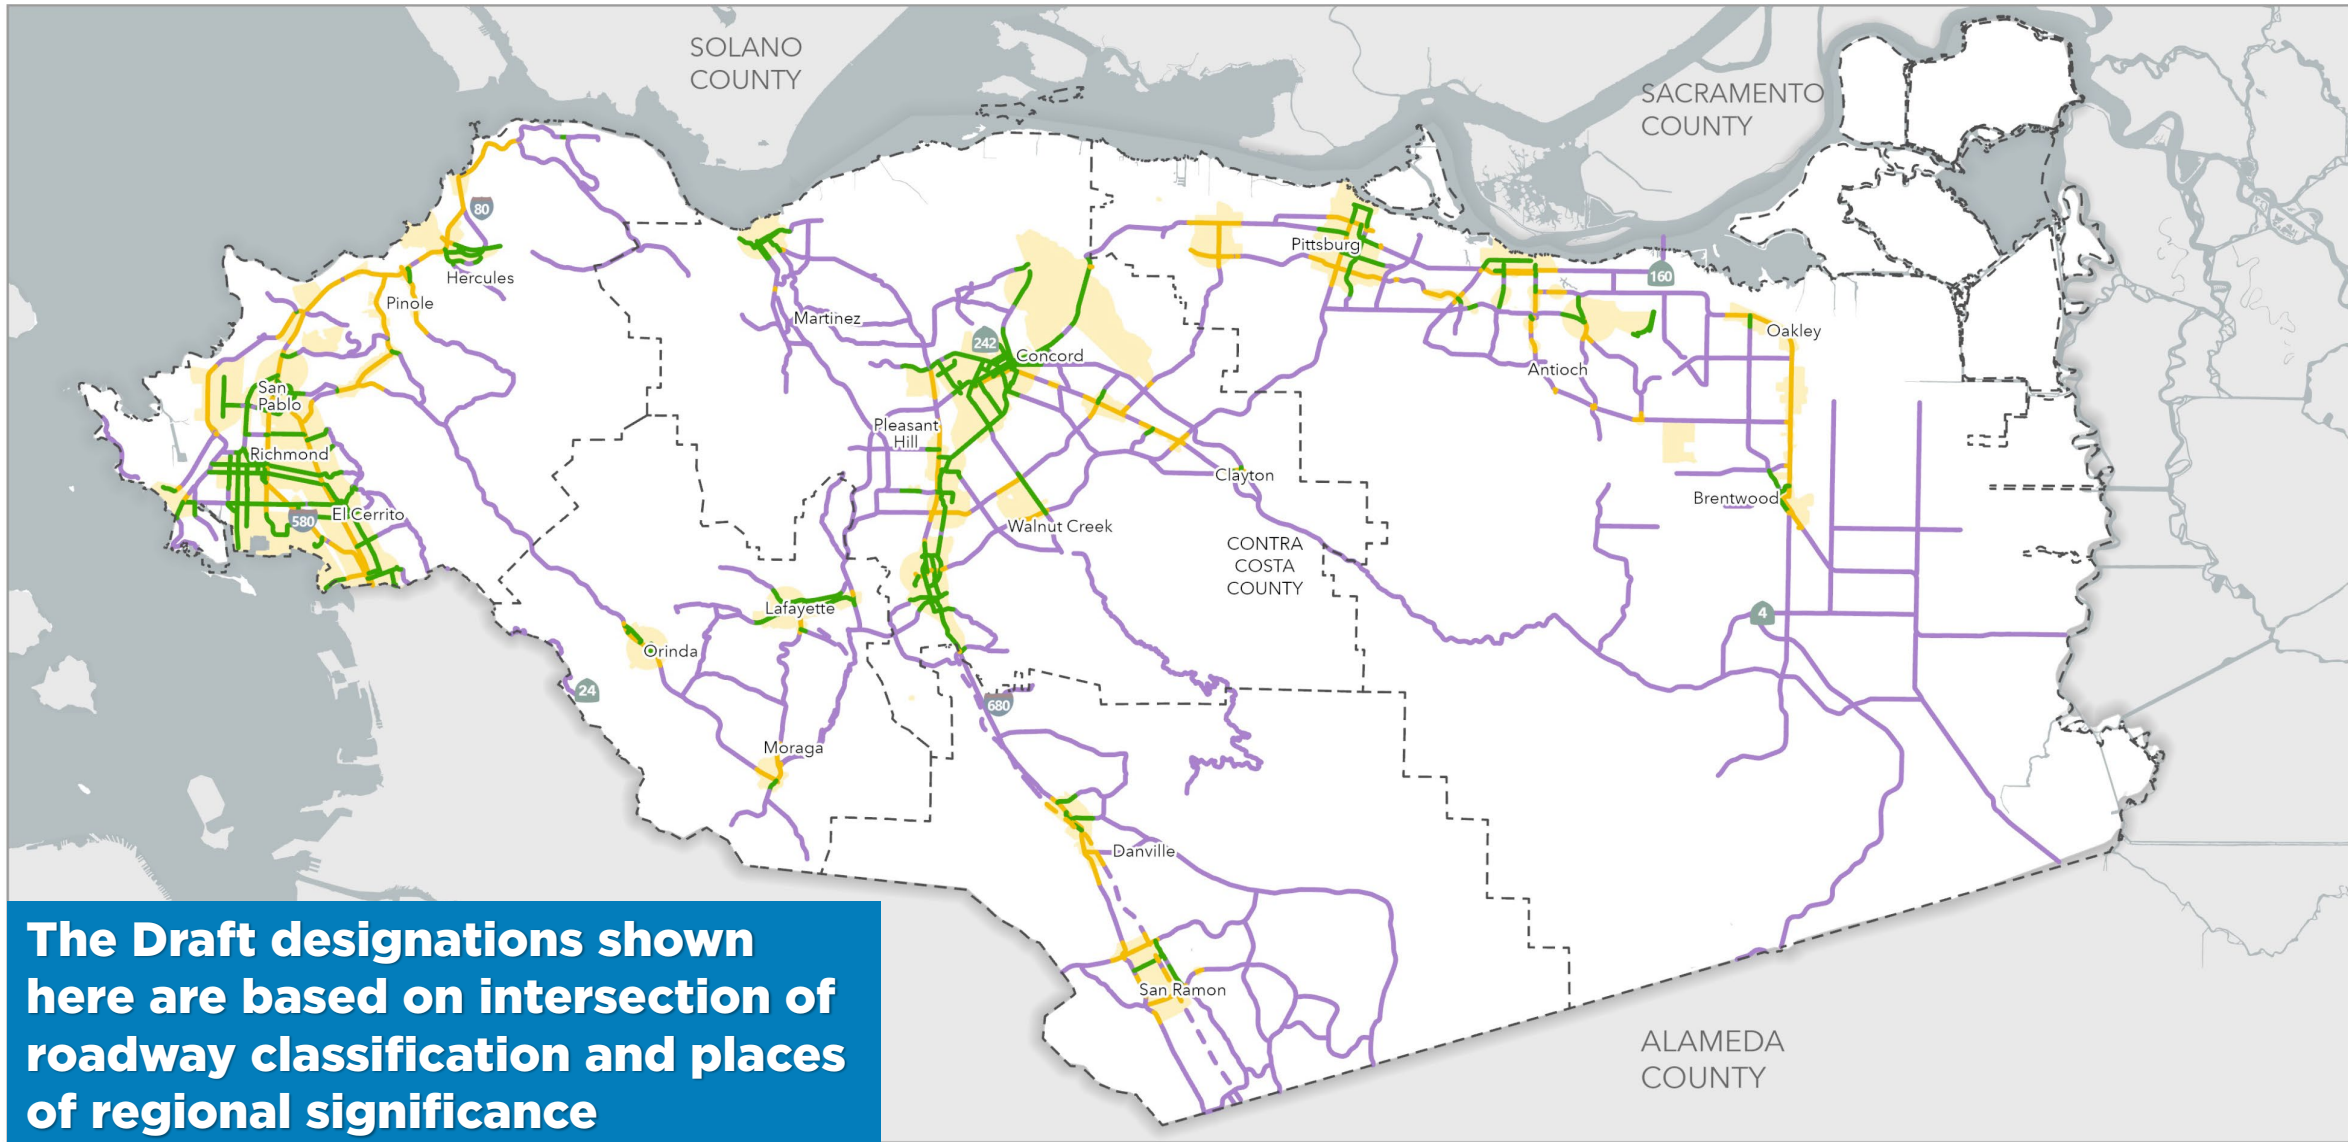 SOLANO
COUNTY
SACRAMENTO
COUNTY
80
Hercules
Pinole
Martinez
242
Concord
Pittsburg
160
Oakley
Antioch
San
Pablo
Richmond
580
El Cerrito
Pleasant
Hill
Clayton
Brentwood
Walnut Creek
CONTRA
COSTA
COUNTY
Lafayette
4
Orinda
24
680
Moraga
Danville
San Ramon
ALAMEDA
COUNTY
The Draft designations shown
here are based on intersection of
roadway classification and places
of regional significance